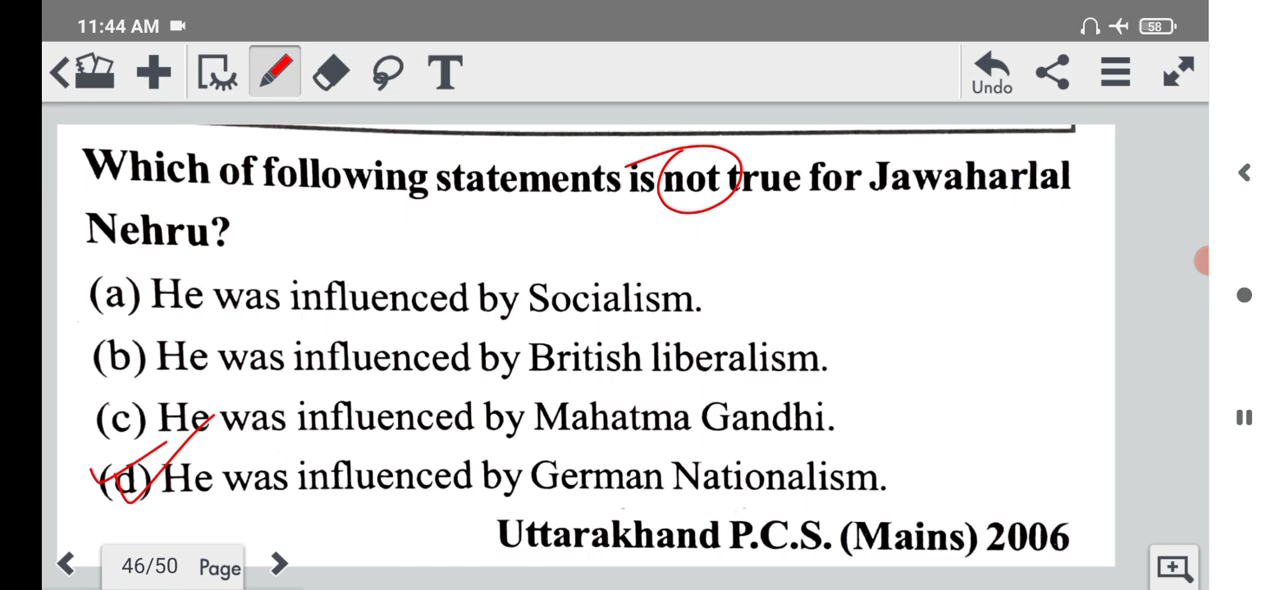 11:44 AM
58
T
Undo
Which of following statements is not true for Jawaharlal
Nehru?
(a) He was influenced by Socialism.
(b) He was influenced by British liberalism.
(c) He was influenced by Mahatma Gandhi.
(d) He was influenced by German Nationalism.
Uttarakhand P.C.S. (Mains) 2006
46/50 Page